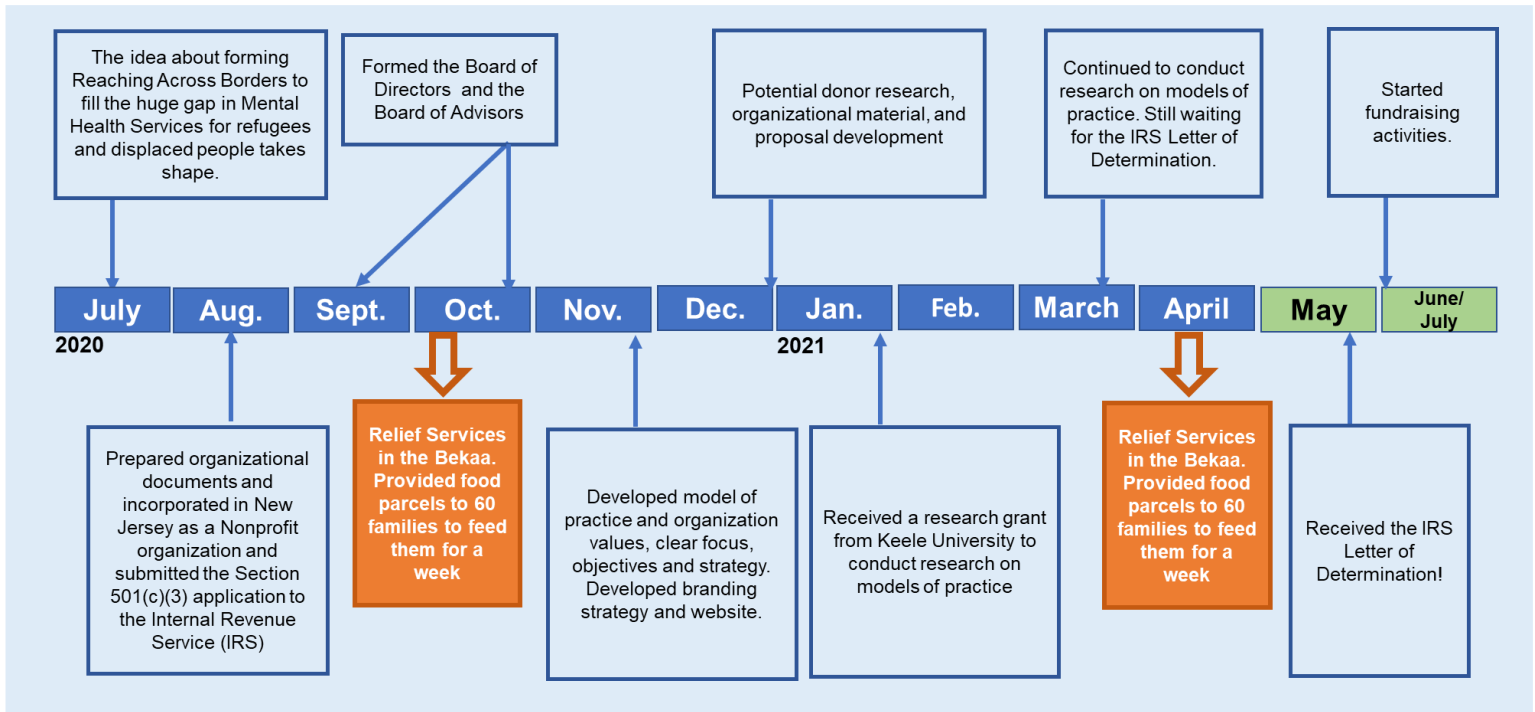 The idea about forming
Reaching Across Borders to
fill the huge gap in Mental
Health Services for refugees
and displaced people takes
shape.
Formed the Board of
Directors and the
Board of Advisors
Potential donor research,
organizational material, and
proposal development
Continued to conduct
research on models of
practice. Still waiting
for the IRS Letter of
Determination.
Started
fundraising
activities.
July
Aug.
Sept.
Oct.
Nov.
Dec.
Jan.
Feb.
March
April
May
June/
July
2020
2021
Prepared organizational
documents and
incorporated in New
Jersey as a Nonprofit
organization and
submitted the Section
501(c)(3) application to
the Internal Revenue
Service (IRS)
Relief Services
in the Bekaa.
Provided food
parcels to 60
families to feed
them for a
week
Developed model of
practice and organization
values, clear focus,
objectives and strategy.
Developed branding
strategy and website.
Received a research grant
from Keele University to
conduct research on
models of practice
Relief Services
in the Bekaa.
Provided food
parcels to 60
families to feed
them for a
week
Received the IRS
Letter of
Determination!